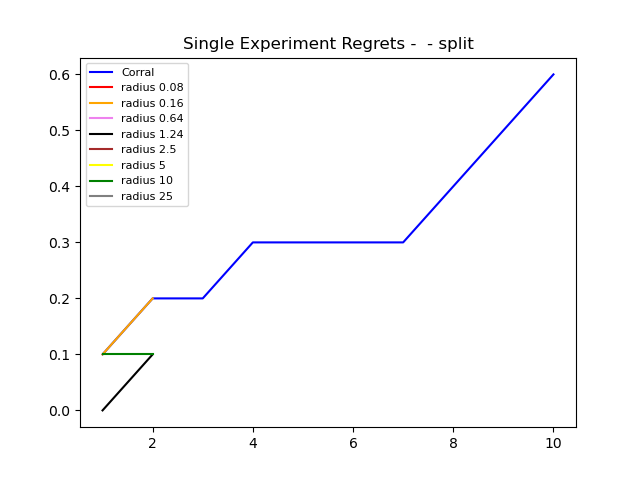 Single Experiment Regrets -  - split
Corral
radius 0.08
radius 0.16
radius 0.64
radius 1.24
radius 2.5
radius 5
radius 10
radius 25
0.6
0.5
0.4
0.3
0.2
0.1
0.0
2 4 6 8 10